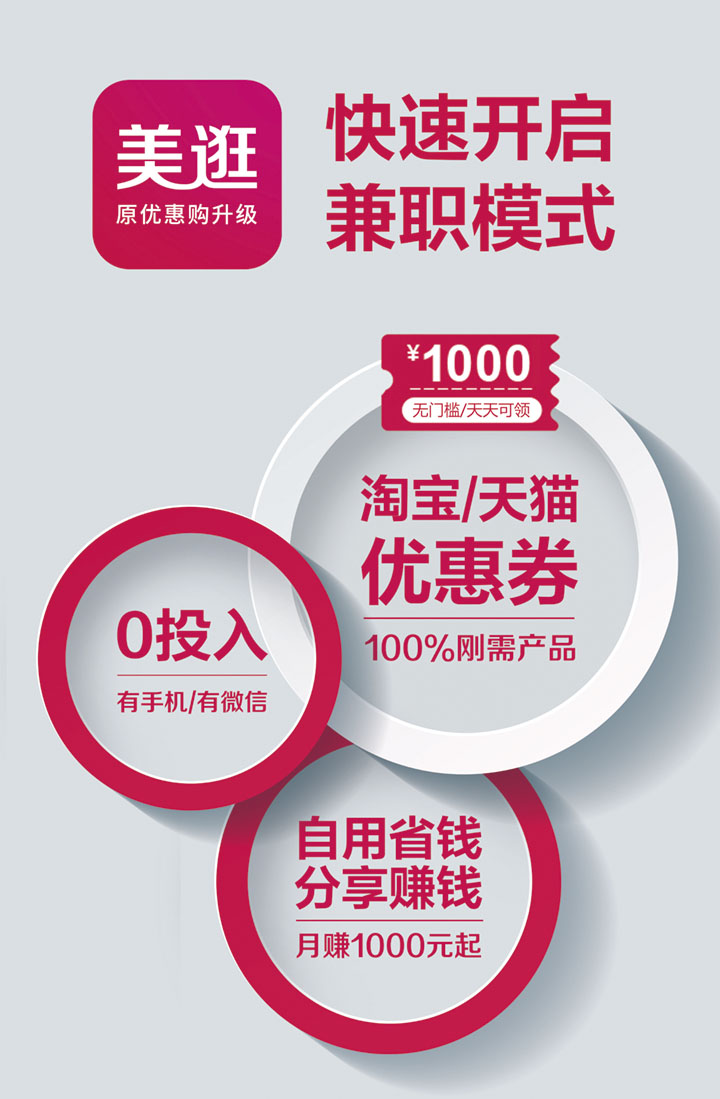 美逛
原优惠购升级
快速开启
兼职模式
¥1000
无门槛/天天可领
淘宝/天猫
优惠券
100%刚需产品
0投入
有手机/有微信
自用省钱
分享赚钱
月赚1000元起